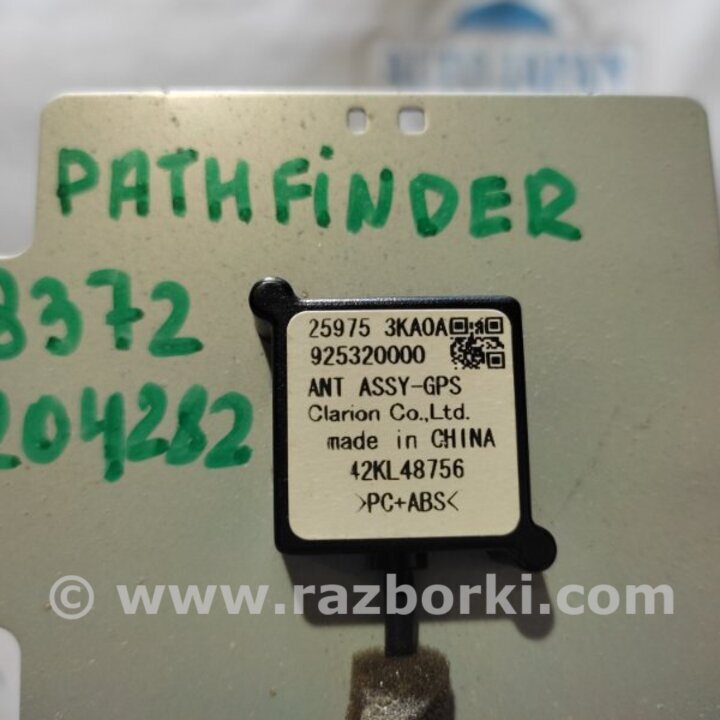 PATHFiNDER
8372
204282
25975 3KA0A
925320000
ANT ASSY-GPS
Clarion Co.,Ltd.
made in CHINA
42KL48756
>PC+ABS<
© www.razborki.com